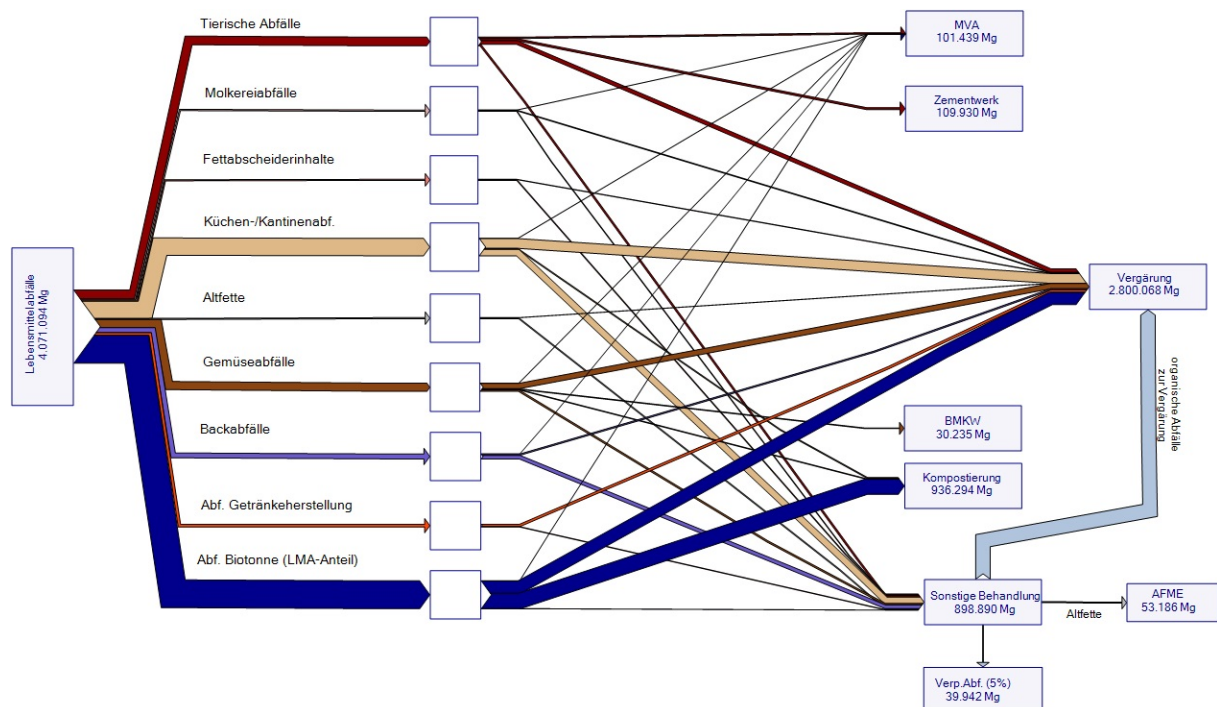 Tierische Abfälle
Molkereiabfälle
Fettabscheiderinhalte
Küchen-/Kantinenabf.
Altfette
Gemüseabfälle
Backabfälle
Abf. Getränkeherstellung
Abf. Biotonne (LMA-Anteil)
Lebensmittelabfälle
4.071.094 Mg
MVA
101.439 Mg
Zementwerk
109.930 Mg
Vergärung
2.800.068 Mg
organische Abfälle
zur Vergärung
BMKW
30.235 Mg
Kompostierung
936.294 Mg
Sonstige Behandlung
898.890 Mg
Altfette
AFME
53.186 Mg
Verp.Abf. (5%)
39.942 Mg